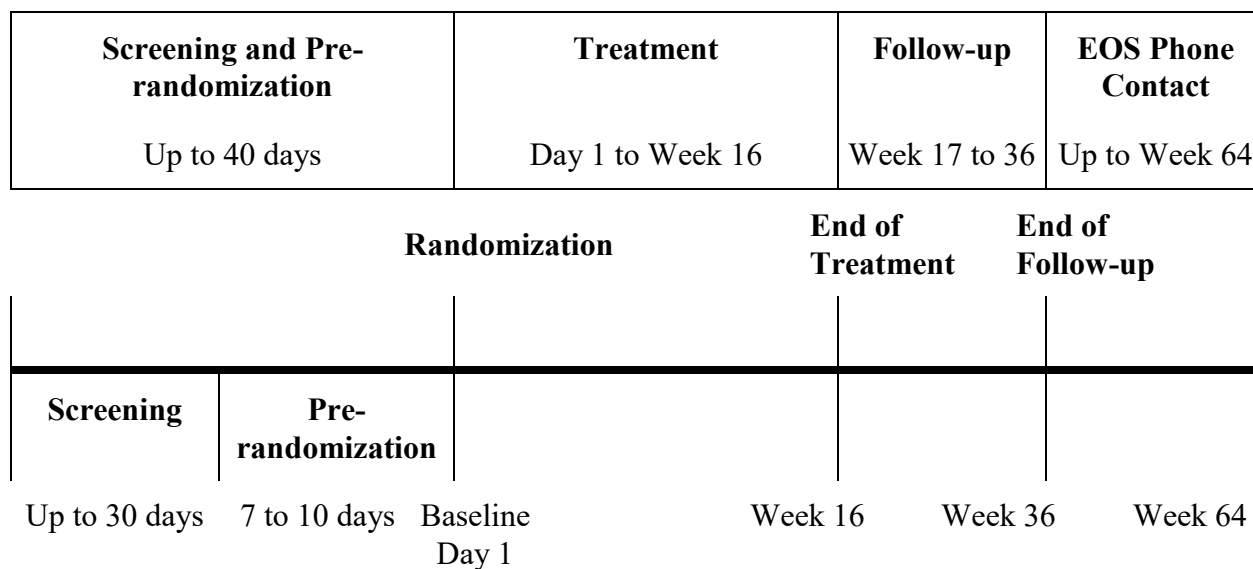 Screening and Pre-
randomization
Up to 40 days
Treatment
Day 1 to Week 16
Follow-up
Week 17 to 36
EOS Phone
Contact
Up to Week 64
Randomization
End of
Treatment
End of
Follow-up
Screening
Pre-
randomization
Up to 30 days
7 to 10 days
Baseline
Day 1
Week 16
Week 36
Week 64